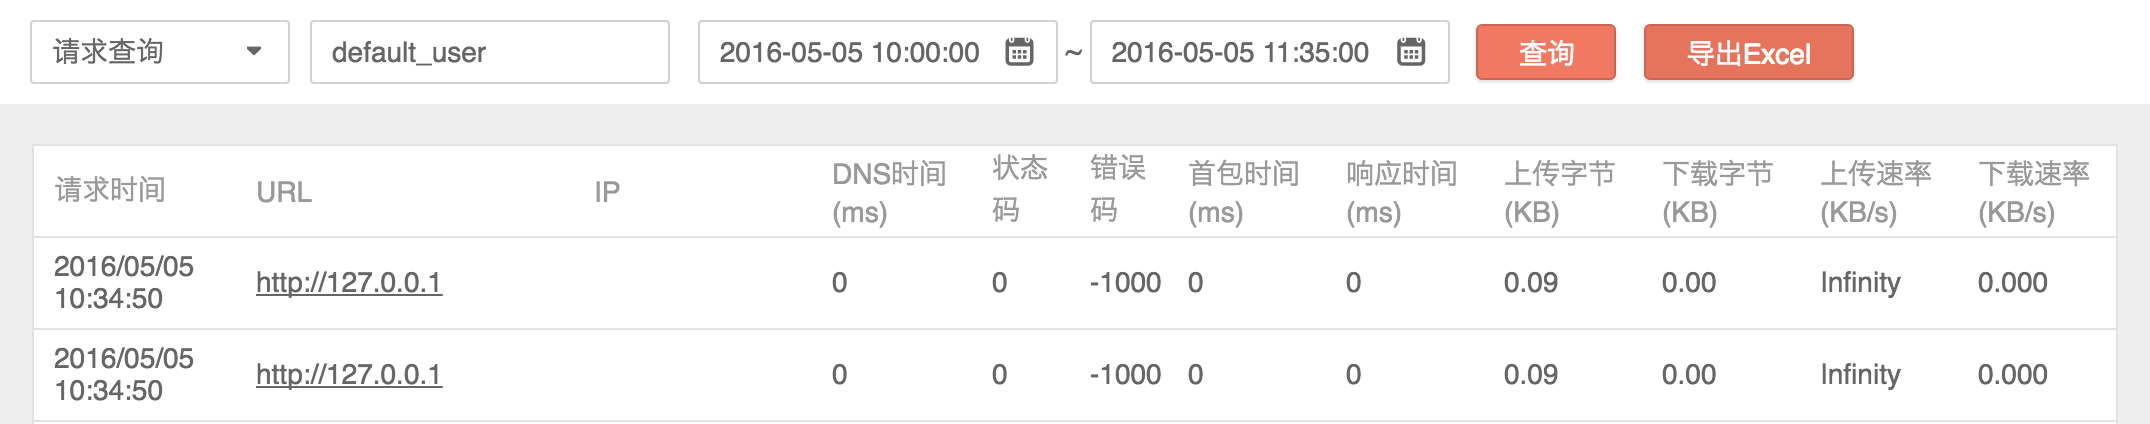 请求查询 default_user 2016-05-05 10:00:00 ~ 2016-05-05 11:35:00 查询 导出Excel
请求时间 URL IP DNS时间(ms) 状态码 错误码 首包时间(ms) 响应时间(ms) 上传字节(KB) 下载字节(KB) 上传速率(KB/s) 下载速率(KB/s)
2016/05/05 10:34:50 http://127.0.0.1 0 0 -1000 0 0 0.09 0.00 Infinity 0.000
2016/05/05 10:34:50 http://127.0.0.1 0 0 -1000 0 0 0.09 0.00 Infinity 0.000